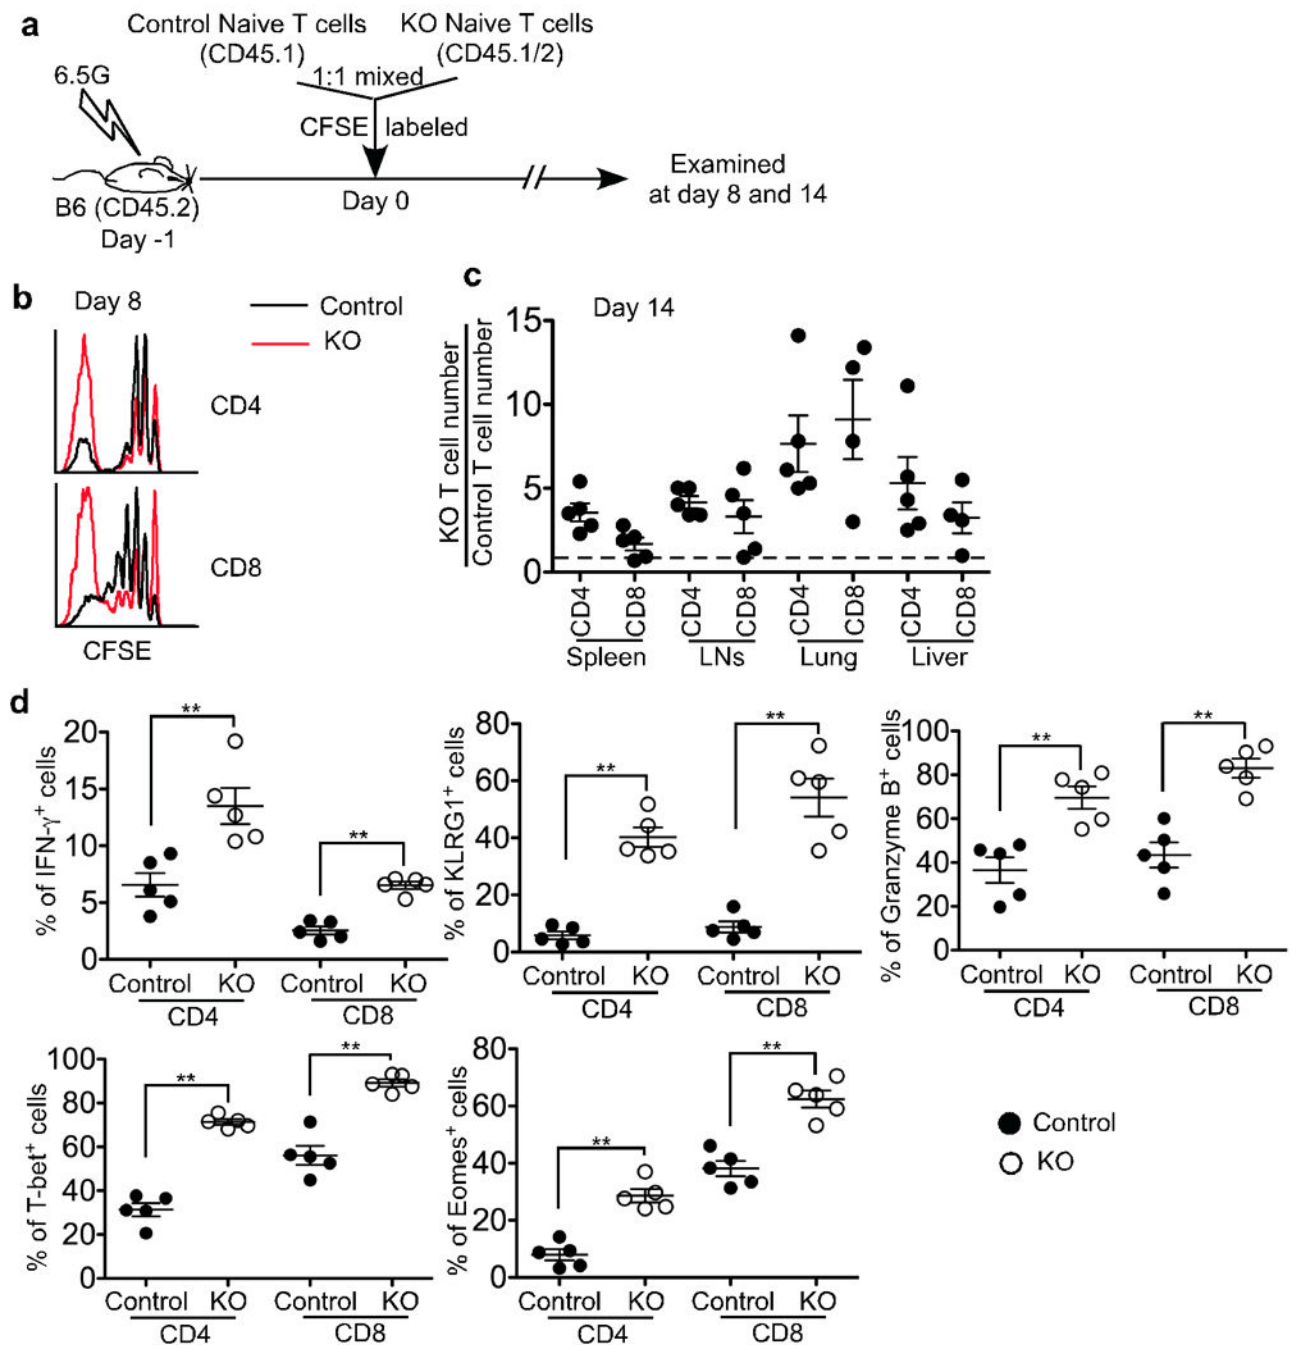 a
Control Naive T cells
(CD45.1)
KO Naive T cells
(CD45.1/2)
6.5G
1:1 mixed
CFSE labeled
B6 (CD45.2)
Day -1
Day 0
Examined
at day 8 and 14
b
Day 8
Control
KO
CD4
CD8
CFSE
c
Day 14
KO T cell number
Control T cell number
15
10
5
0
CD4
CD8
CD4
CD8
CD4
CD8
CD4
CD8
Spleen
LNs
Lung
Liver
d
% of IFN-γ+ cells
20
15
10
5
0
**
**
Control KO Control KO
CD4 CD8
% of KLRG1+ cells
80
60
40
20
0
**
**
Control KO Control KO
CD4 CD8
% of Granzyme B+ cells
100
80
60
40
20
0
**
**
Control KO Control KO
CD4 CD8
% of T-bet+ cells
100
80
60
40
20
0
**
**
Control KO Control KO
CD4 CD8
% of Eomes+ cells
80
60
40
20
0
**
**
Control KO Control KO
CD4 CD8
Control
KO